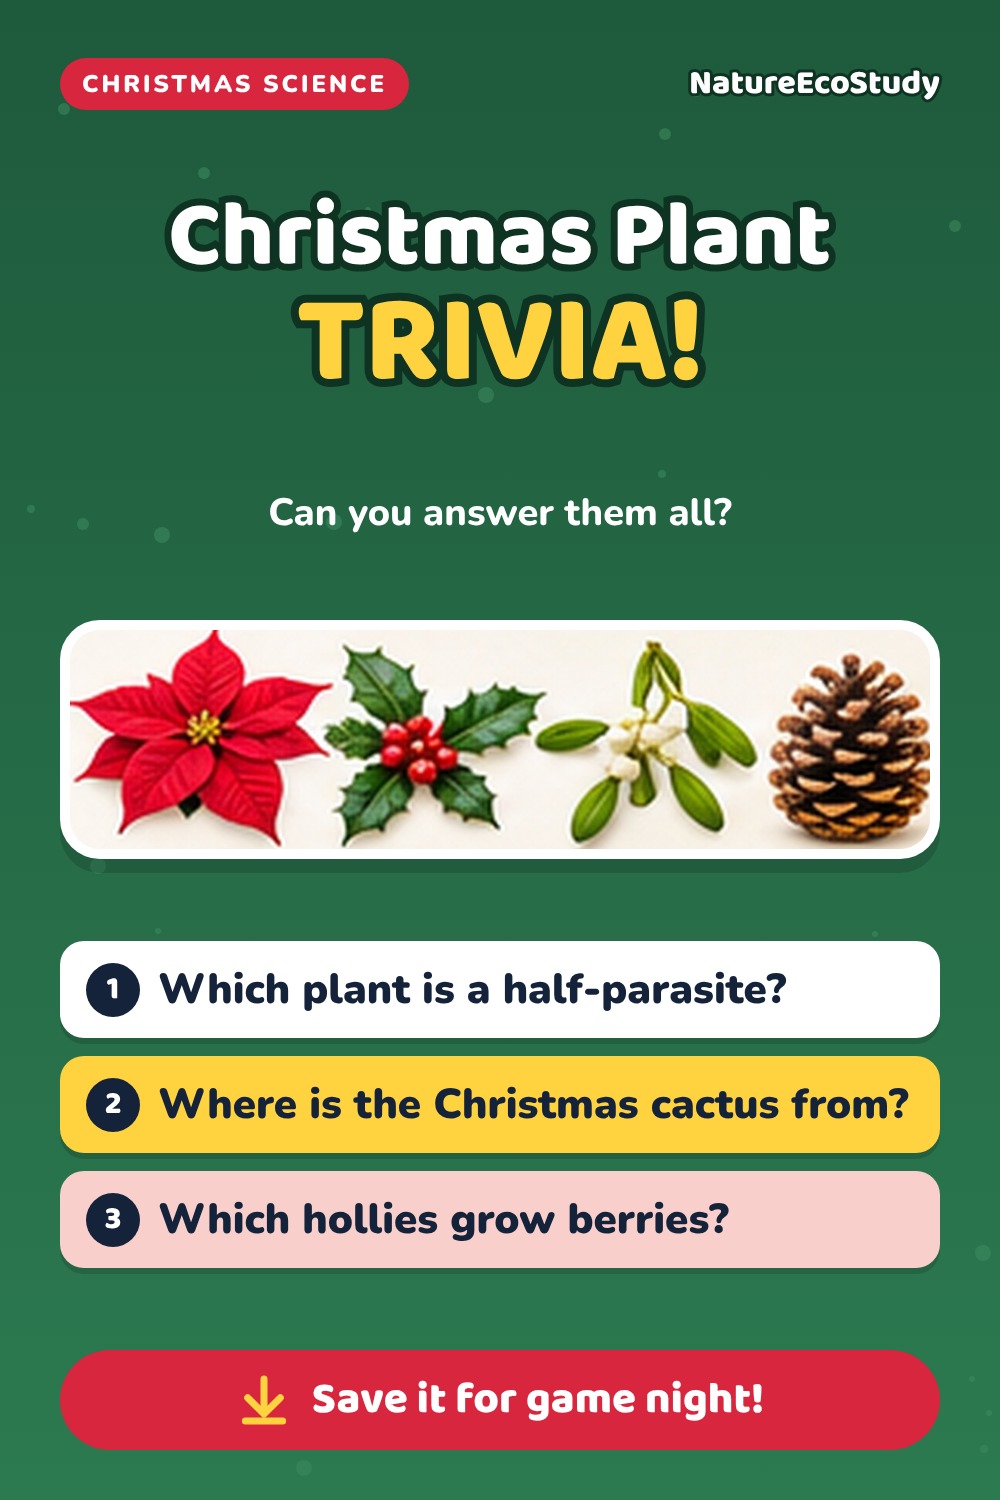 CHRISTMAS SCIENCE
NatureEcoStudy
Christmas Plant
TRIVIA!
Can you answer them all?
1 Which plant is a half-parasite?
2 Where is the Christmas cactus from?
3 Which hollies grow berries?
Save it for game night!